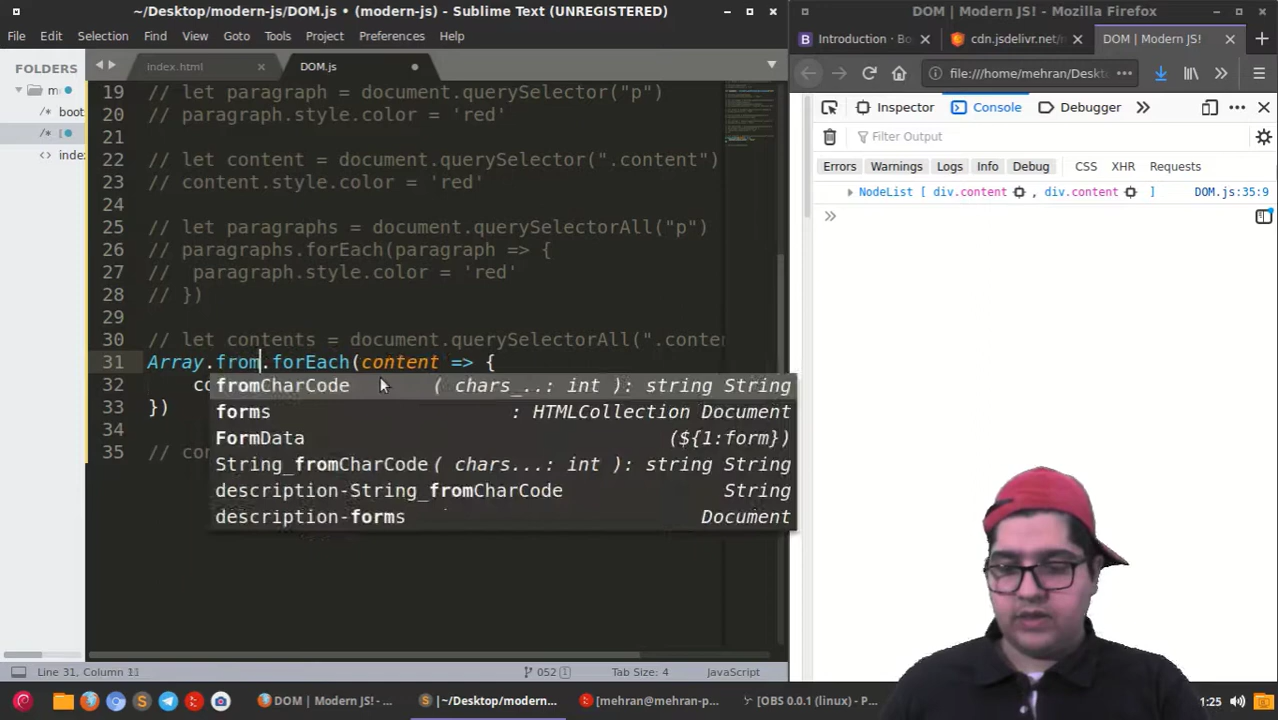 ~/Desktop/modern-js/DOM.js • (modern-js) - Sublime Text (UNREGISTERED)
File Edit Selection Find View Goto Tools Project Preferences Help
FOLDERS
index.html
DOM.js
boot
index
19 // let paragraph = document.querySelector("p")
20 // paragraph.style.color = 'red'
21
22 // let content = document.querySelector(".content")
23 // content.style.color = 'red'
24
25 // let paragraphs = document.querySelectorAll("p")
26 // paragraphs.forEach(paragraph => {
27 // paragraph.style.color = 'red'
28 // })
29
30 // let contents = document.querySelectorAll(".conte
31 Array.from.forEach(content => {
32 co
33 })
34
35 // co
fromCharCode ( chars_..: int ): string String
forms : HTMLCollection Document
FormData (${1:form})
String_fromCharCode( chars...: int ): string String
description-String_fromCharCode String
description-forms Document
Line 31, Column 11
052 1
Tab Size: 4
JavaScript
DOM | Modern JS! - Mozilla Firefox
Introduction · Bo
cdn.jsdelivr.net/
DOM | Modern JS!
file:///home/mehran/Deskt
Inspector Console Debugger
Filter Output
Errors Warnings Logs Info Debug CSS XHR Requests
NodeList [ div.content , div.content ] DOM.js:35:9
DOM | Modern JS! - ...
~/Desktop/modern...
[mehran@mehran-p...
[OBS 0.0.1 (linux) - P...
1:25